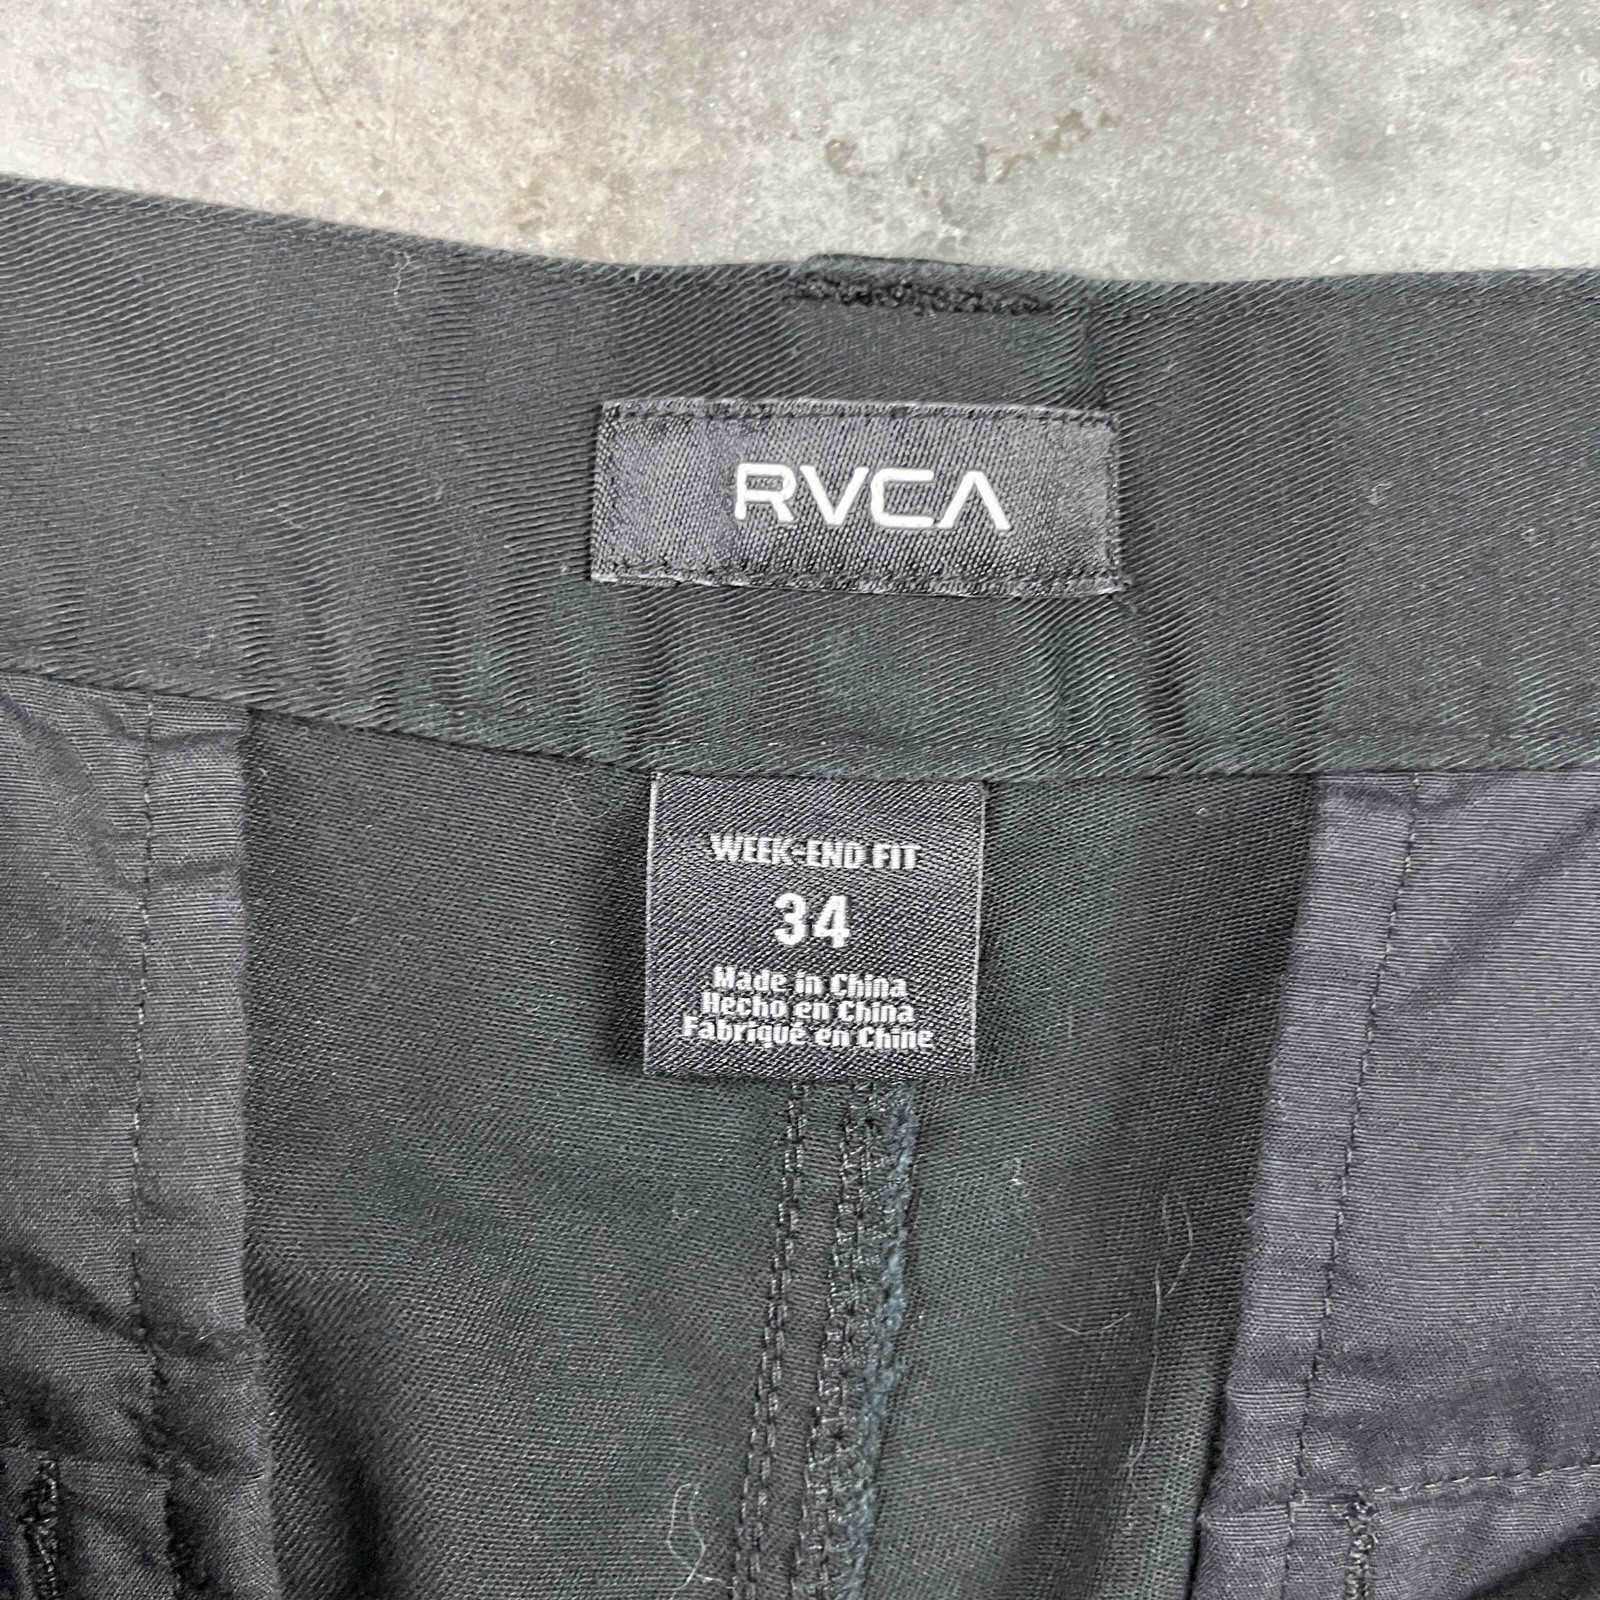 RVCA
WEEK-END FIT
34
Made in China
Hecho en China
Fabriqué en Chine